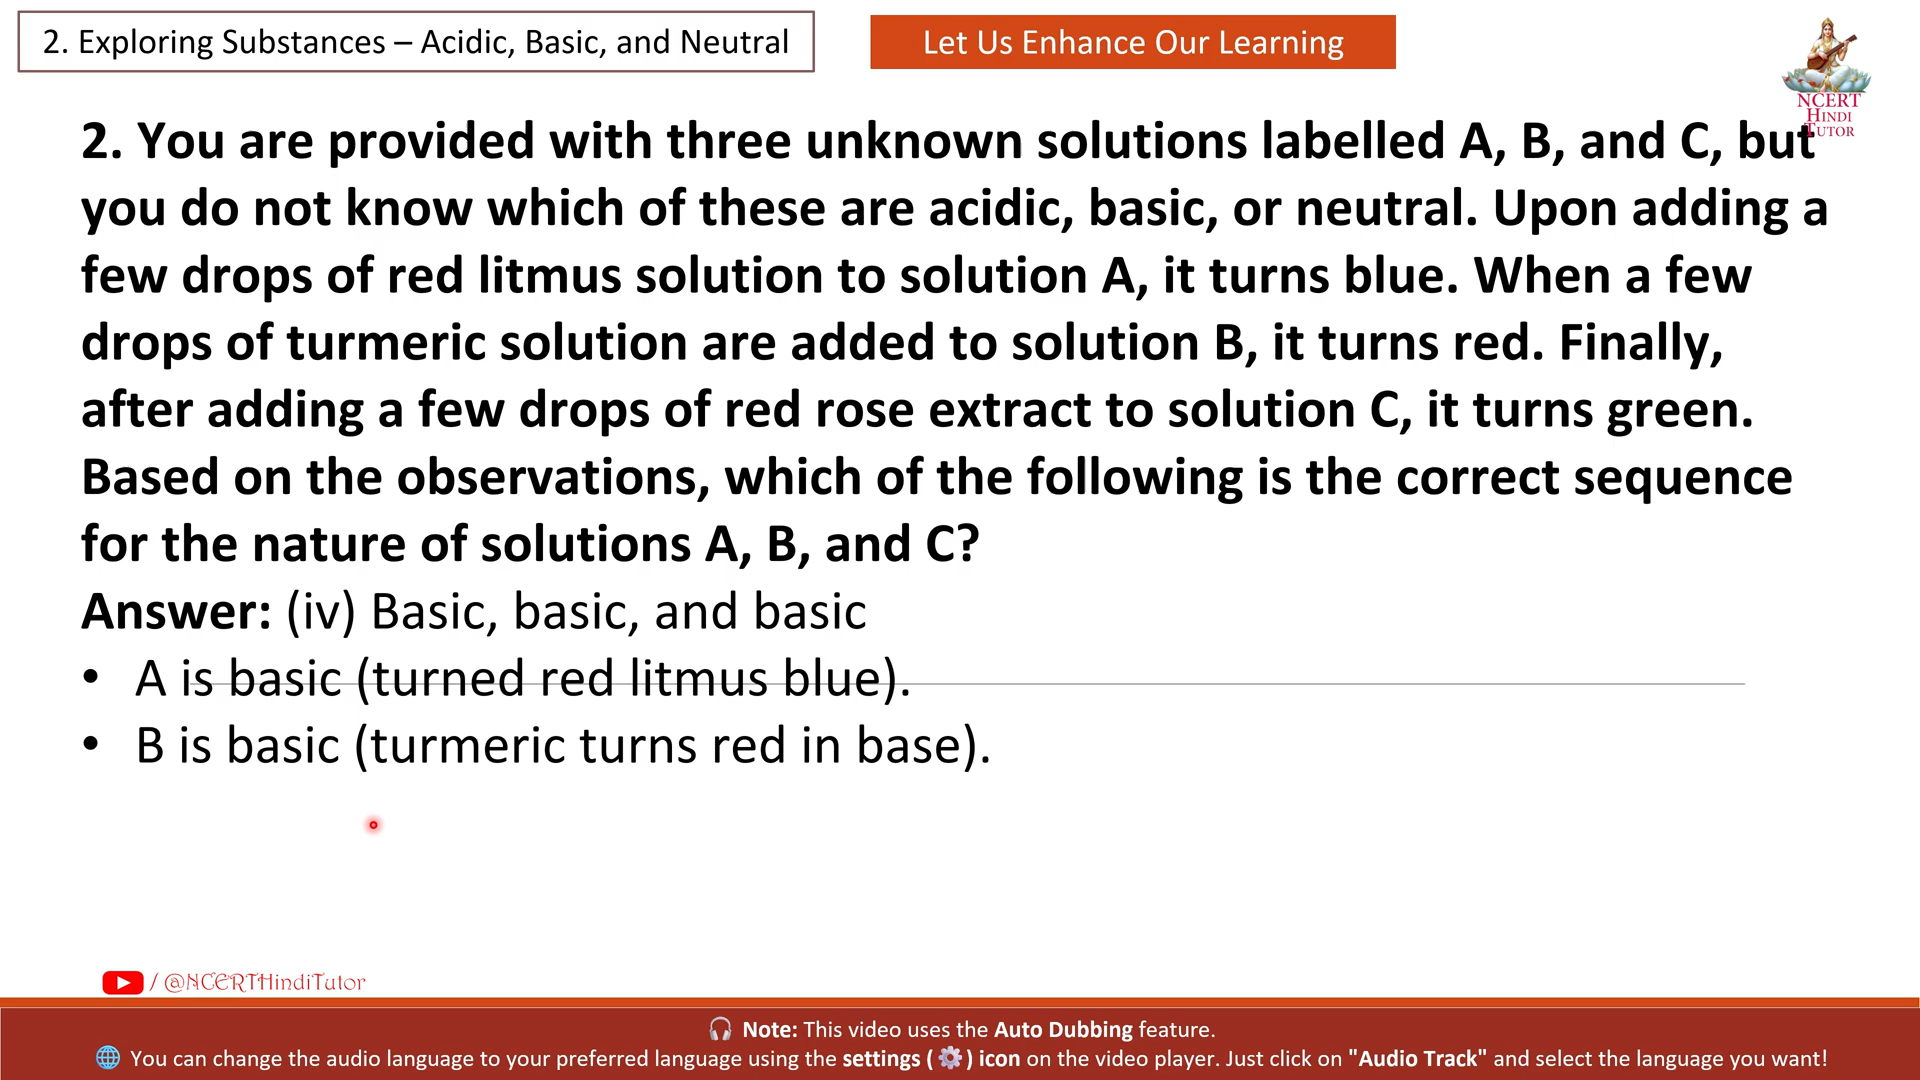 2. Exploring Substances – Acidic, Basic, and Neutral
Let Us Enhance Our Learning
NCERT
HINDI
TUTOR
2. You are provided with three unknown solutions labelled A, B, and C, but
you do not know which of these are acidic, basic, or neutral. Upon adding a
few drops of red litmus solution to solution A, it turns blue. When a few
drops of turmeric solution are added to solution B, it turns red. Finally,
after adding a few drops of red rose extract to solution C, it turns green.
Based on the observations, which of the following is the correct sequence
for the nature of solutions A, B, and C?
Answer: (iv) Basic, basic, and basic
• A is basic (turned red litmus blue).
• B is basic (turmeric turns red in base).
/ @NCERTHindiTutor
🎧 Note: This video uses the Auto Dubbing feature.
🌐 You can change the audio language to your preferred language using the settings ( ⚙️ ) icon on the video player. Just click on "Audio Track" and select the language you want!